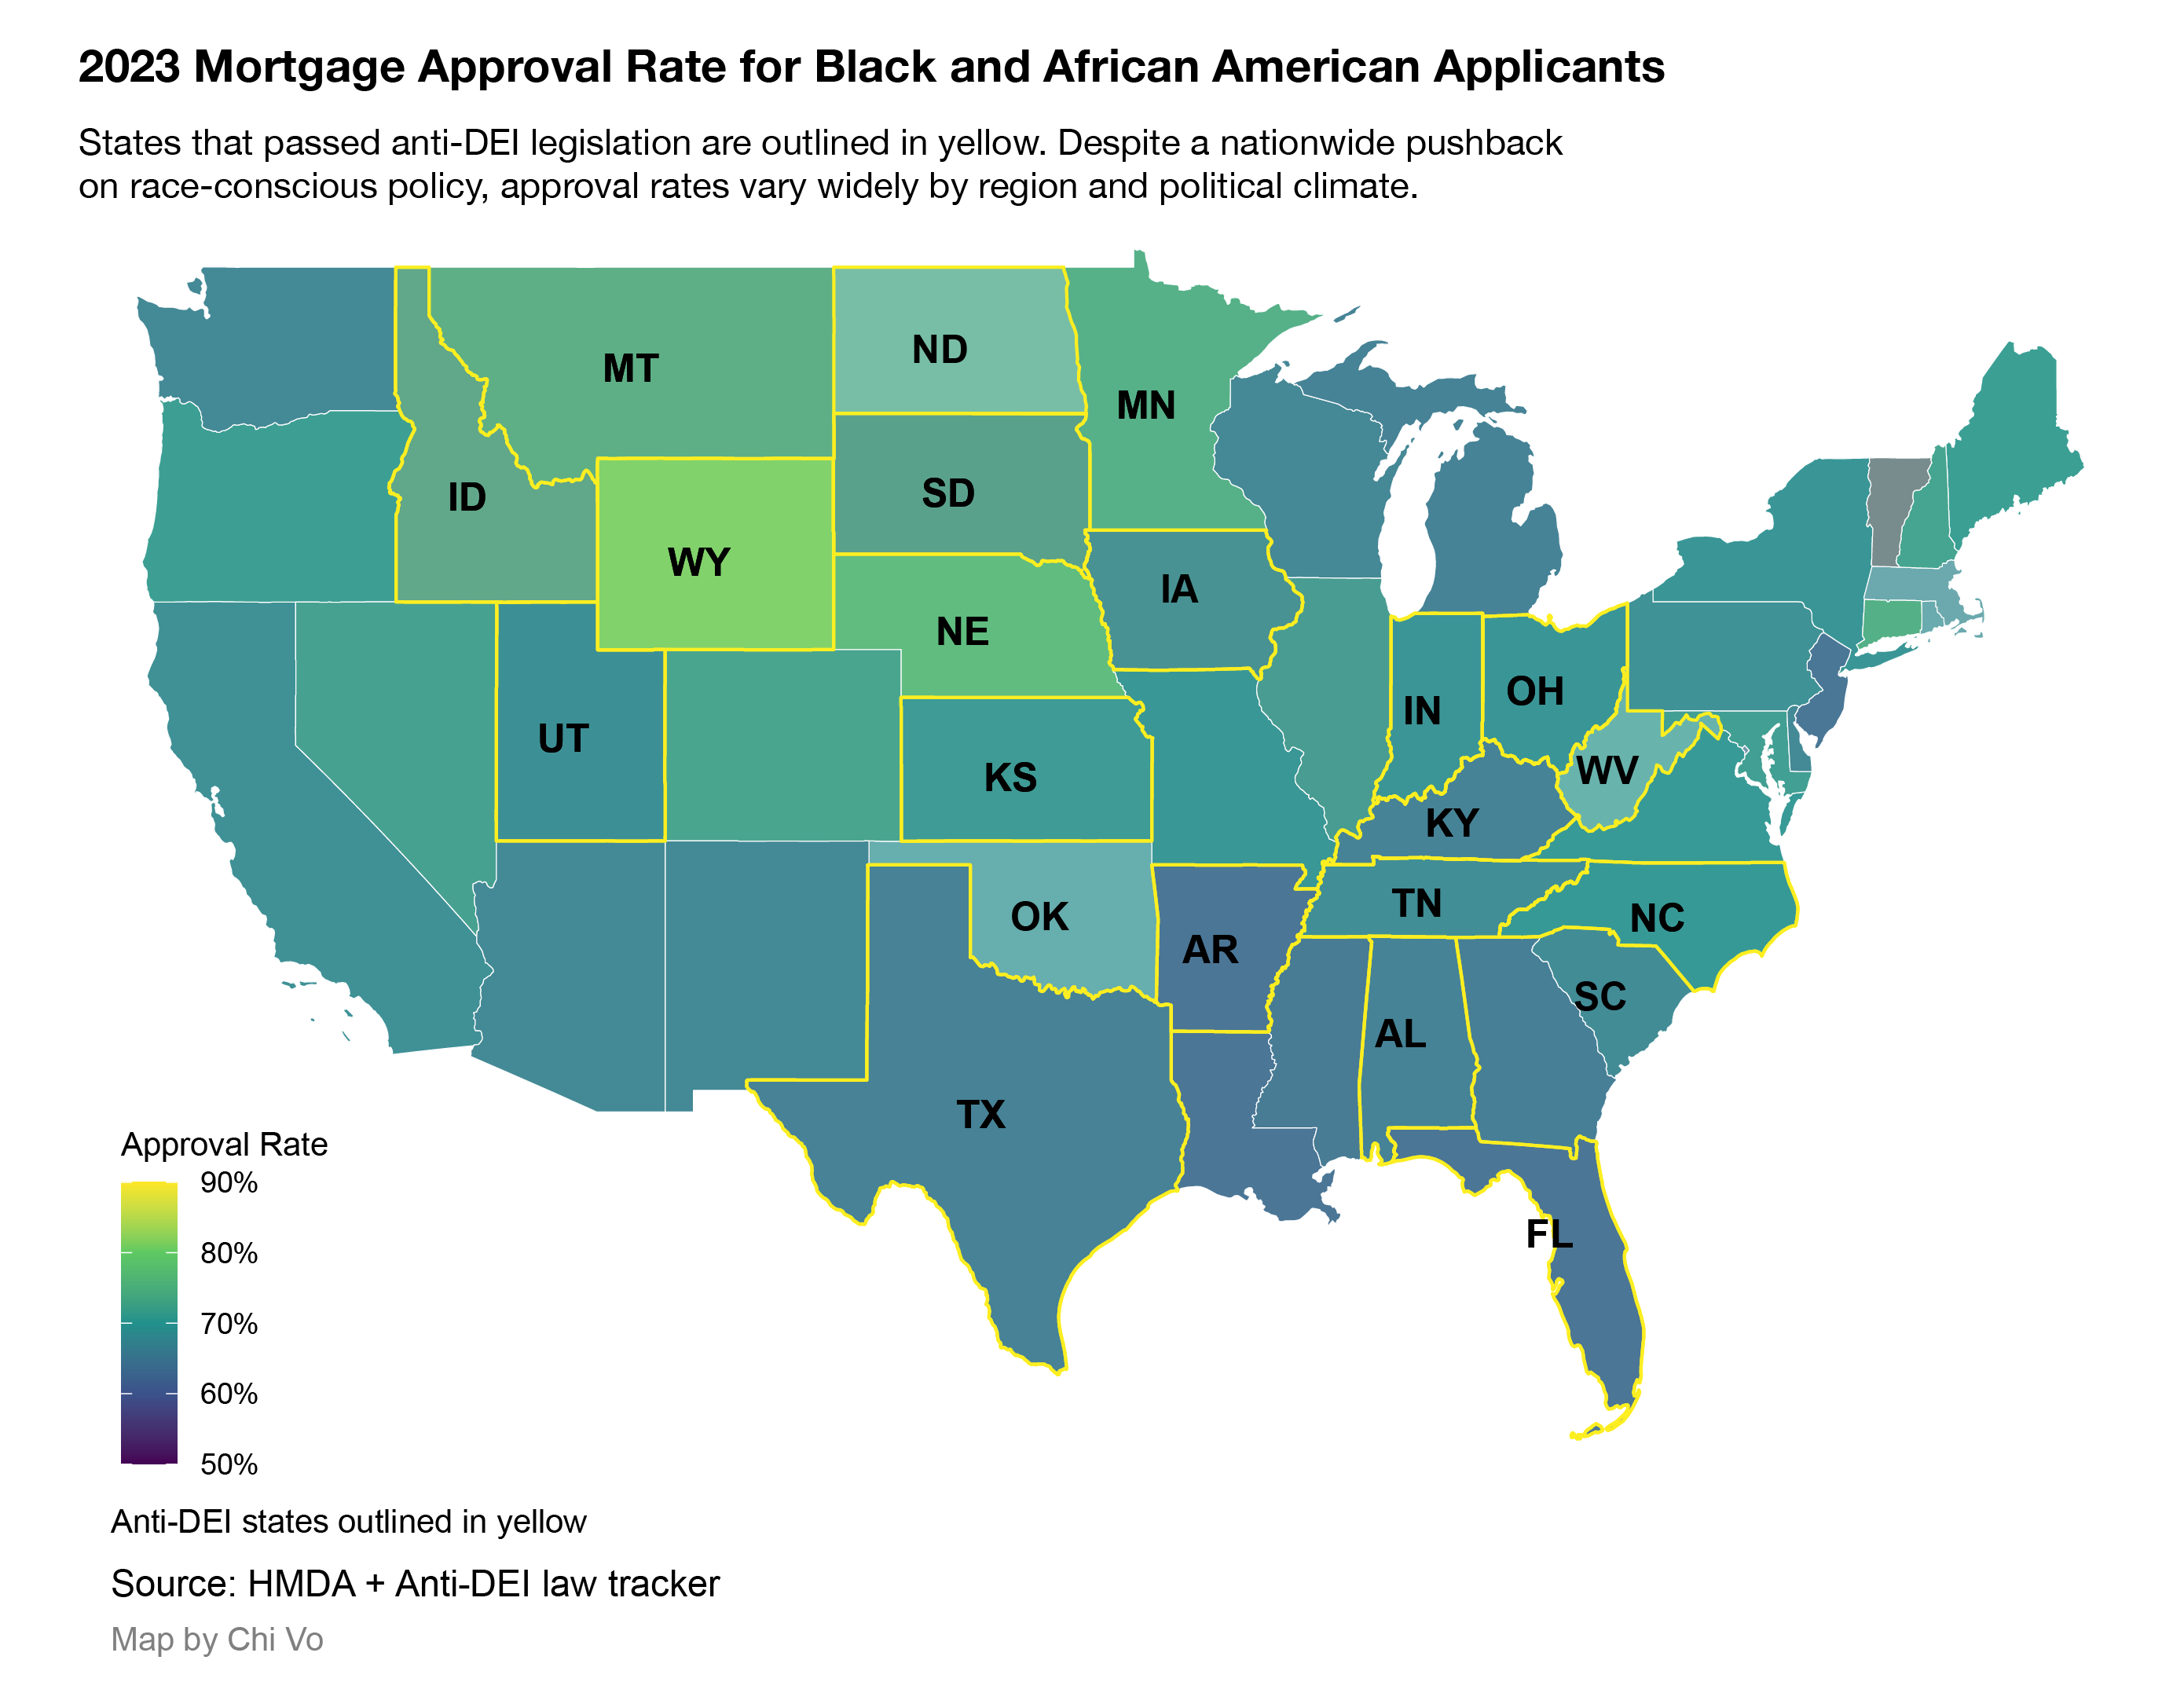 2023 Mortgage Approval Rate for Black and African American Applicants
States that passed anti-DEI legislation are outlined in yellow. Despite a nationwide pushback
on race-conscious policy, approval rates vary widely by region and political climate.
MT
ND
MN
ID
SD
WY
IA
NE
UT
IN
OH
KS
WV
KY
OK
TN
NC
AR
SC
AL
TX
FL
Approval Rate
90%
80%
70%
60%
50%
Anti-DEI states outlined in yellow
Source: HMDA + Anti-DEI law tracker
Map by Chi Vo